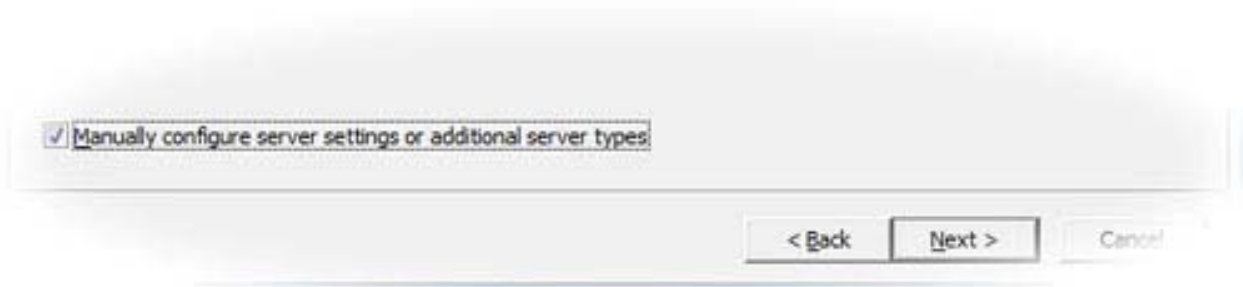 Manually configure server settings or additional server types
< Back Next > Cancel